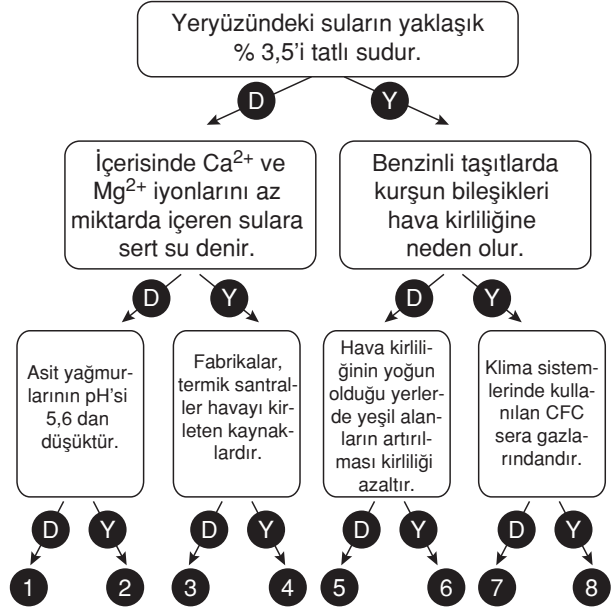 Yeryüzündeki suların yaklaşık
% 3,5’i tatlı sudur.
D
Y
İçerisinde Ca²⁺ ve
Mg²⁺ iyonlarını az
miktarda içeren sulara
sert su denir.
Benzinli taşıtlarda
kurşun bileşikleri
hava kirliliğine
neden olur.
D
Y
D
Y
Asit yağmur-
larının pH’si
5,6 dan
düşüktür.
Fabrikalar,
termik santral-
ler havayı kir-
leten kaynak-
lardır.
Hava kirlili-
ğinin yoğun
olduğu yerler-
de yeşil alan-
ların artırıl-
ması kirliliği
azaltır.
Klima sistem-
lerinde kulla-
nılan CFC
sera gazla-
rındandır.
D
Y
D
Y
D
Y
D
Y
1
2
3
4
5
6
7
8